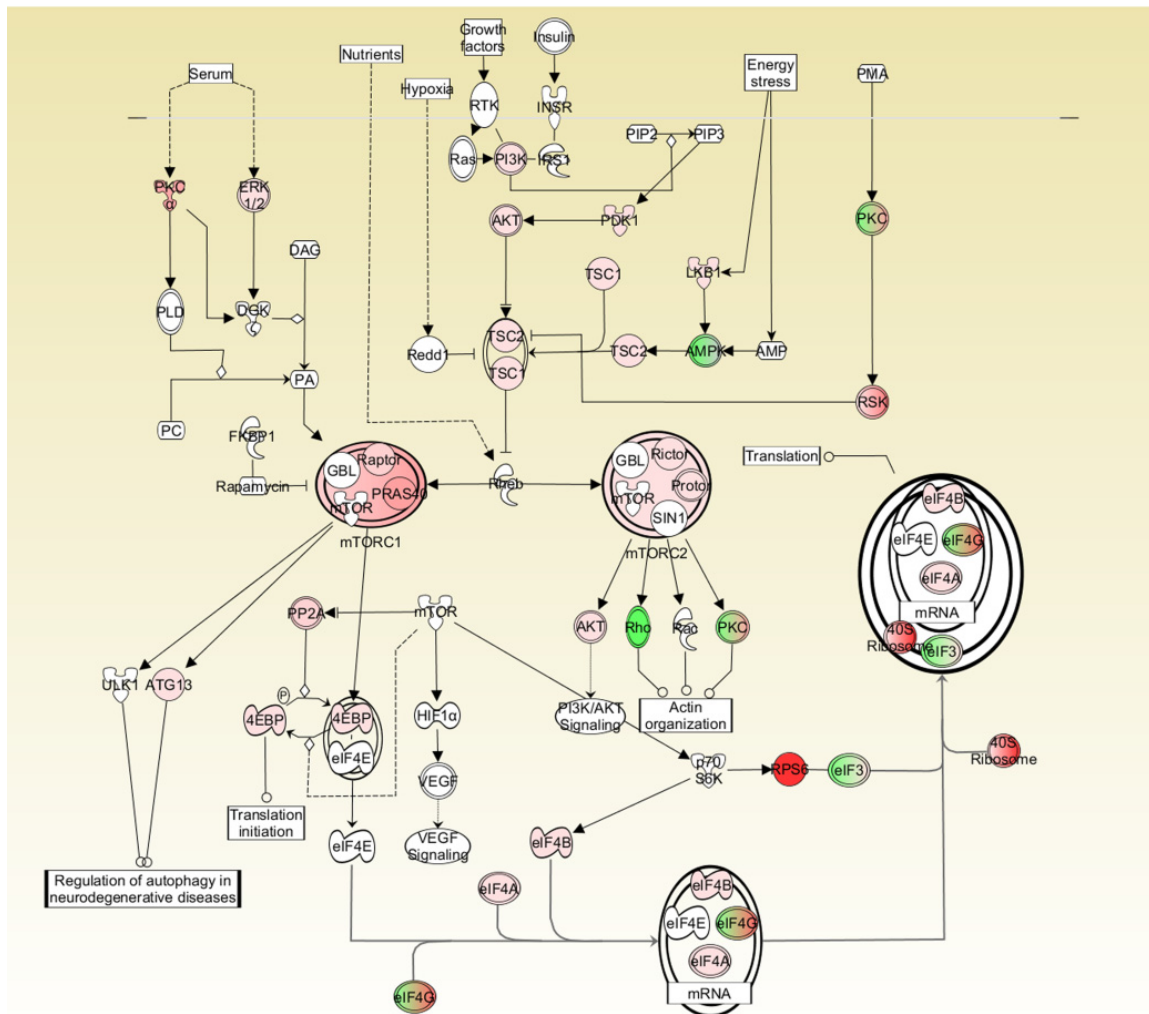 Growth
factors
Insulin
Nutrients
Serum
Hypoxia
Energy
stress
PMA
RTK
INSR
PIP2
PIP3
Ras
PI3K
IRS1
PKC
α
ERK
1/2
AKT
PDK1
PKC
DAG
TSC1
LKB1
PLD
DGK
ζ
TSC2
Redd1
TSC2
AMPK
AMP
TSC1
PA
RSK
PC
FKBP1
Rapamycin
GBL
Raptor
mTOR
PRAS40
mTORC1
Rheb
GBL
Rictor
mTOR
Protor
SIN1
mTORC2
Translation
eIF4B
eIF4E
eIF4G
eIF4A
mRNA
40S
Ribosome
eIF3
PP2A
mTOR
AKT
Rho
Rac
PKC
ULK1
ATG13
P
4EBP
4EBP
eIF4E
HIF1α
PI3K/AKT
Signaling
Actin
organization
VEGF
p70
S6K
RPS6
eIF3
40S
Ribosome
Translation
initiation
eIF4E
VEGF
Signaling
eIF4B
Regulation of autophagy in
neurodegenerative diseases
eIF4A
eIF4B
eIF4E
eIF4G
eIF4A
mRNA
eIF4G